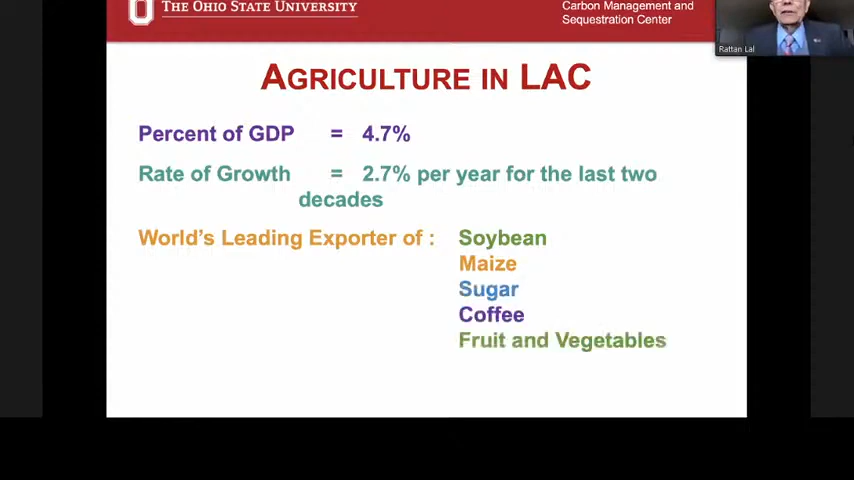 THE OHIO STATE UNIVERSITY
Carbon Management and
Sequestration Center
Rattan Lal
AGRICULTURE IN LAC
Percent of GDP = 4.7%
Rate of Growth = 2.7% per year for the last two
decades
World's Leading Exporter of : Soybean
Maize
Sugar
Coffee
Fruit and Vegetables